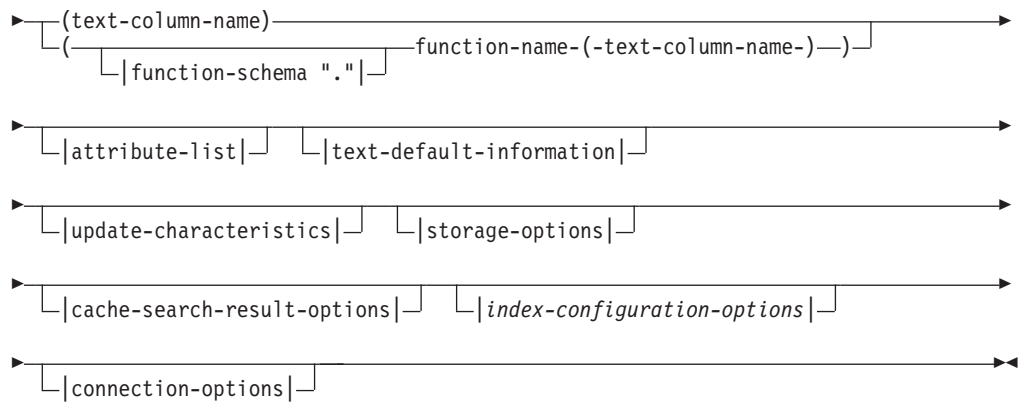 (text-column-name)
( function-name-(-text-column-name-) )
|function-schema "."|
|attribute-list| |text-default-information|
|update-characteristics| |storage-options|
|cache-search-result-options| |index-configuration-options|
|connection-options|